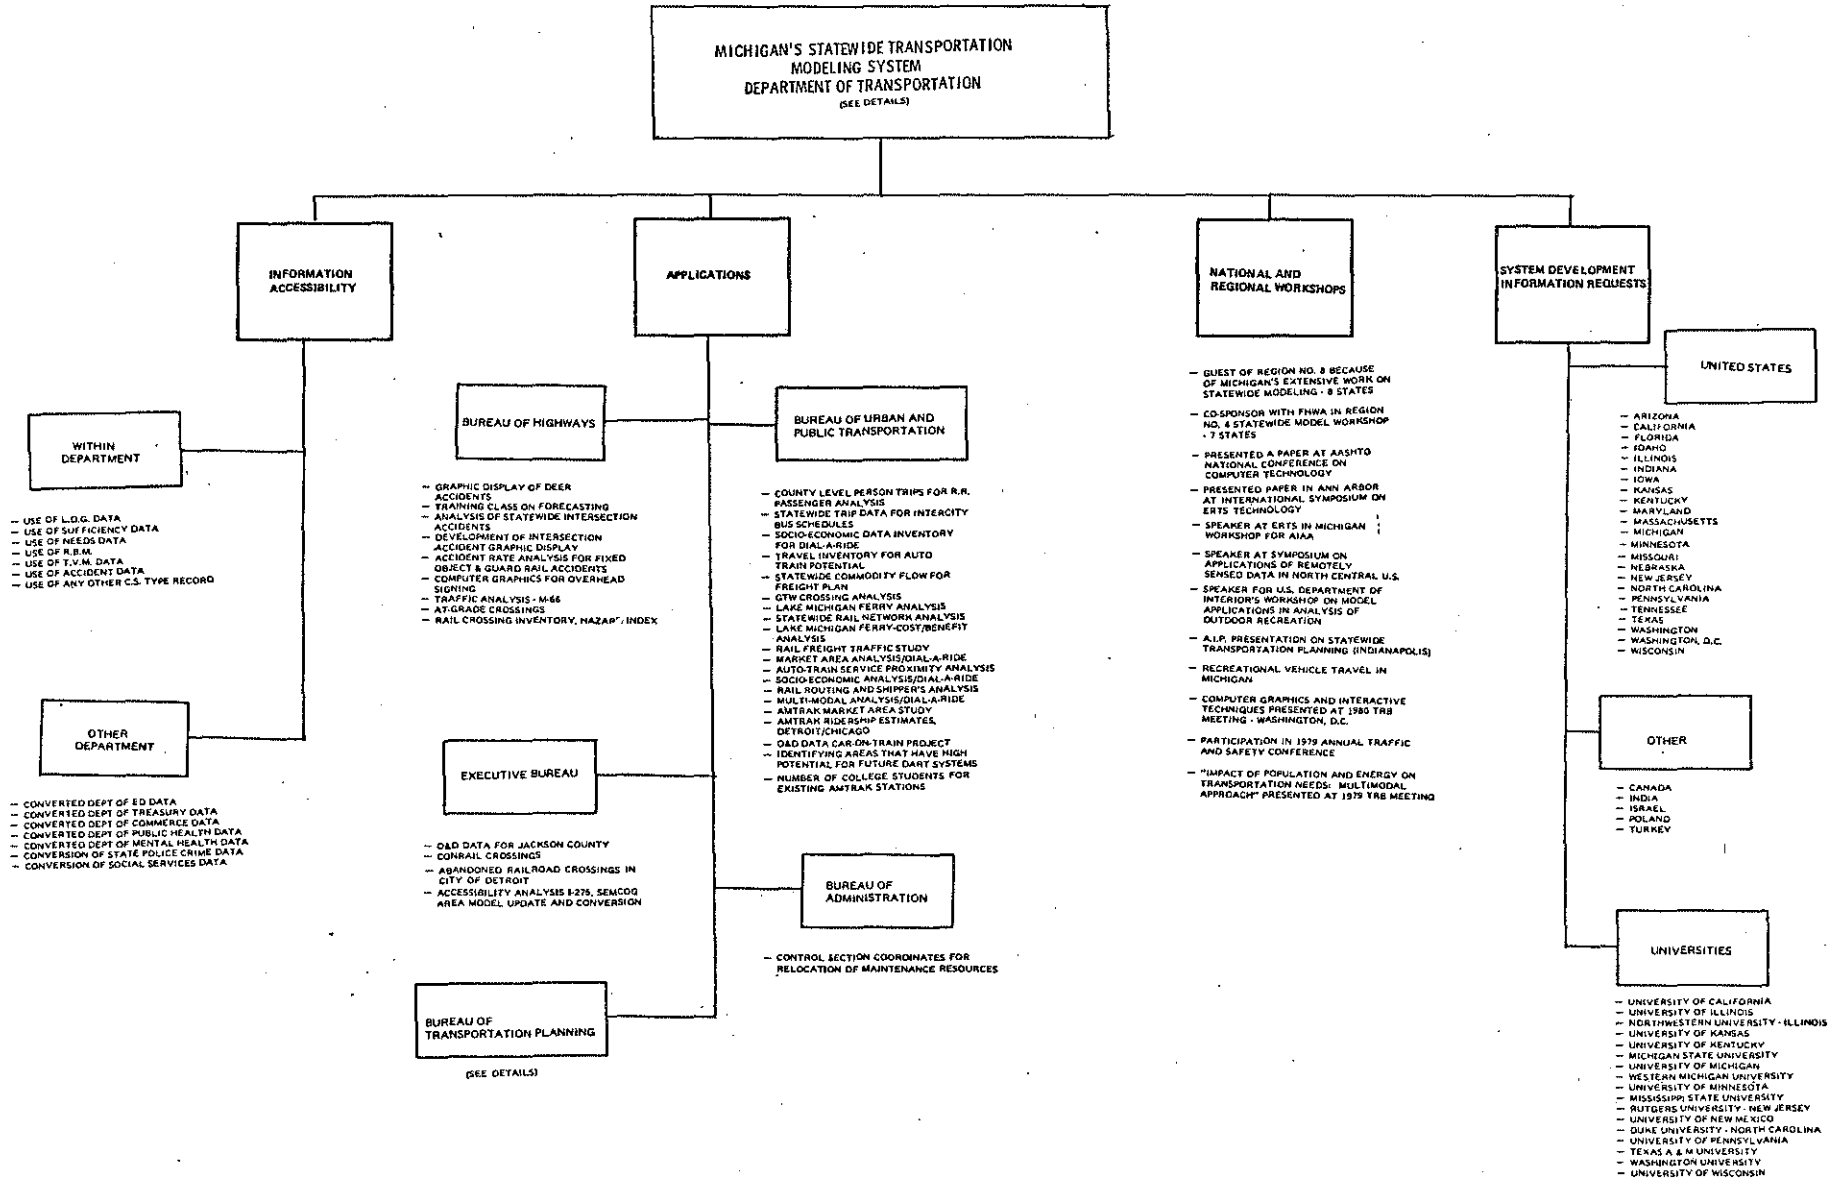 MICHIGAN'S STATEWIDE TRANSPORTATION
MODELING SYSTEM
DEPARTMENT OF TRANSPORTATION
(SEE DETAILS)
INFORMATION
ACCESSIBILITY
WITHIN
DEPARTMENT
— USE OF L.D.G. DATA
— USE OF SUFFICIENCY DATA
— USE OF NEEDS DATA
— USE OF R.B.M.
— USE OF T.V.M. DATA
— USE OF ACCIDENT DATA
— USE OF ANY OTHER C.S. TYPE RECORD
OTHER
DEPARTMENT
— CONVERTED DEPT OF ED DATA
— CONVERTED DEPT OF TREASURY DATA
— CONVERTED DEPT OF COMMERCE DATA
— CONVERTED DEPT OF PUBLIC HEALTH DATA
— CONVERTED DEPT OF MENTAL HEALTH DATA
— CONVERSION OF STATE POLICE CRIME DATA
— CONVERSION OF SOCIAL SERVICES DATA
APPLICATIONS
BUREAU OF HIGHWAYS
— GRAPHIC DISPLAY OF DEER
ACCIDENTS
— TRAINING CLASS ON FORECASTING
— ANALYSIS OF STATEWIDE INTERSECTION
ACCIDENTS
— DEVELOPMENT OF INTERSECTION
ACCIDENT GRAPHIC DISPLAY
— ACCIDENT RATE ANALYSIS FOR FIXED
OBJECT & GUARD RAIL ACCIDENTS
— COMPUTER GRAPHICS FOR OVERHEAD
SIGNING
— TRAFFIC ANALYSIS - M-66
— AT-GRADE CROSSINGS
— RAIL CROSSING INVENTORY, INDEX
BUREAU OF URBAN AND
PUBLIC TRANSPORTATION
— COUNTY LEVEL PERSON TRIPS FOR R.R.
PASSENGER ANALYSIS
— STATEWIDE TRIP DATA FOR INTERCITY
BUS SCHEDULES
— SOCIO-ECONOMIC DATA INVENTORY
FOR DIAL-A-RIDE
— TRAVEL INVENTORY FOR AUTO
TRAIN POTENTIAL
— STATEWIDE COMMODITY FLOW FOR
FREIGHT PLAN
— GTW CROSSING ANALYSIS
— LAKE MICHIGAN FERRY ANALYSIS
— STATEWIDE RAIL NETWORK ANALYSIS
— LAKE MICHIGAN FERRY-COST/BENEFIT
ANALYSIS
— RAIL FREIGHT TRAFFIC STUDY
— MARKET AREA ANALYSIS/DIAL-A-RIDE
— AUTO-TRAIN SERVICE PROXIMITY ANALYSIS
— SOCIO-ECONOMIC ANALYSIS/DIAL-A-RIDE
— RAIL ROUTING AND SHIPPER'S ANALYSIS
— MULTI-MODAL ANALYSIS/DIAL-A-RIDE
— AMTRAK MARKET AREA STUDY
— AMTRAK RIDERSHIP ESTIMATES,
DETROIT/CHICAGO
— O&D DATA CAR-ON-TRAIN PROJECT
— IDENTIFYING AREAS THAT HAVE HIGH
POTENTIAL FOR FUTURE DART SYSTEMS
— NUMBER OF COLLEGE STUDENTS FOR
EXISTING AMTRAK STATIONS
EXECUTIVE BUREAU
— O&D DATA FOR JACKSON COUNTY
— CONRAIL CROSSINGS
— ABANDONED RAILROAD CROSSINGS IN
CITY OF DETROIT
— ACCESSIBILITY ANALYSIS I-275, SEMCOG
AREA MODEL UPDATE AND CONVERSION
BUREAU OF
ADMINISTRATION
— CONTROL SECTION COORDINATES FOR
RELOCATION OF MAINTENANCE RESOURCES
BUREAU OF
TRANSPORTATION PLANNING
(SEE DETAILS)
NATIONAL AND
REGIONAL WORKSHOPS
— GUEST OF REGION NO. 8 BECAUSE
OF MICHIGAN'S EXTENSIVE WORK ON
STATEWIDE MODELING - 8 STATES
— CO-SPONSOR WITH FHWA IN REGION
NO. 4 STATEWIDE MODEL WORKSHOP
- 7 STATES
— PRESENTED A PAPER AT AASHTO
NATIONAL CONFERENCE ON
COMPUTER TECHNOLOGY
— PRESENTED PAPER IN ANN ARBOR
AT INTERNATIONAL SYMPOSIUM ON
ERTS TECHNOLOGY
— SPEAKER AT ERTS IN MICHIGAN
WORKSHOP FOR AIAA
— SPEAKER AT SYMPOSIUM ON
APPLICATIONS OF REMOTELY
SENSED DATA IN NORTH CENTRAL U.S.
— SPEAKER FOR U.S. DEPARTMENT OF
INTERIOR'S WORKSHOP ON MODEL
APPLICATIONS IN ANALYSIS OF
OUTDOOR RECREATION
— A.I.P. PRESENTATION ON STATEWIDE
TRANSPORTATION PLANNING (INDIANAPOLIS)
— RECREATIONAL VEHICLE TRAVEL IN
MICHIGAN
— COMPUTER GRAPHICS AND INTERACTIVE
TECHNIQUES PRESENTED AT 1980 TRB
MEETING - WASHINGTON, D.C.
— PARTICIPATION IN 1979 ANNUAL TRAFFIC
AND SAFETY CONFERENCE
— "IMPACT OF POPULATION AND ENERGY ON
TRANSPORTATION NEEDS: MULTIMODAL
APPROACH" PRESENTED AT 1979 TRB MEETING
SYSTEM DEVELOPMENT
INFORMATION REQUESTS
UNITED STATES
— ARIZONA
— CALIFORNIA
— FLORIDA
— IDAHO
— ILLINOIS
— INDIANA
— IOWA
— KANSAS
— KENTUCKY
— MARYLAND
— MASSACHUSETTS
— MICHIGAN
— MINNESOTA
— MISSOURI
— NEBRASKA
— NEW JERSEY
— NORTH CAROLINA
— PENNSYLVANIA
— TENNESSEE
— TEXAS
— WASHINGTON
— WASHINGTON, D.C.
— WISCONSIN
OTHER
— CANADA
— INDIA
— ISRAEL
— POLAND
— TURKEY
UNIVERSITIES
— UNIVERSITY OF CALIFORNIA
— UNIVERSITY OF ILLINOIS
— NORTHWESTERN UNIVERSITY - ILLINOIS
— UNIVERSITY OF KANSAS
— UNIVERSITY OF KENTUCKY
— MICHIGAN STATE UNIVERSITY
— UNIVERSITY OF MICHIGAN
— WESTERN MICHIGAN UNIVERSITY
— UNIVERSITY OF MINNESOTA
— MISSISSIPPI STATE UNIVERSITY
— RUTGERS UNIVERSITY - NEW JERSEY
— UNIVERSITY OF NEW MEXICO
— DUKE UNIVERSITY - NORTH CAROLINA
— UNIVERSITY OF PENNSYLVANIA
— TEXAS A & M UNIVERSITY
— WASHINGTON UNIVERSITY
— UNIVERSITY OF WISCONSIN